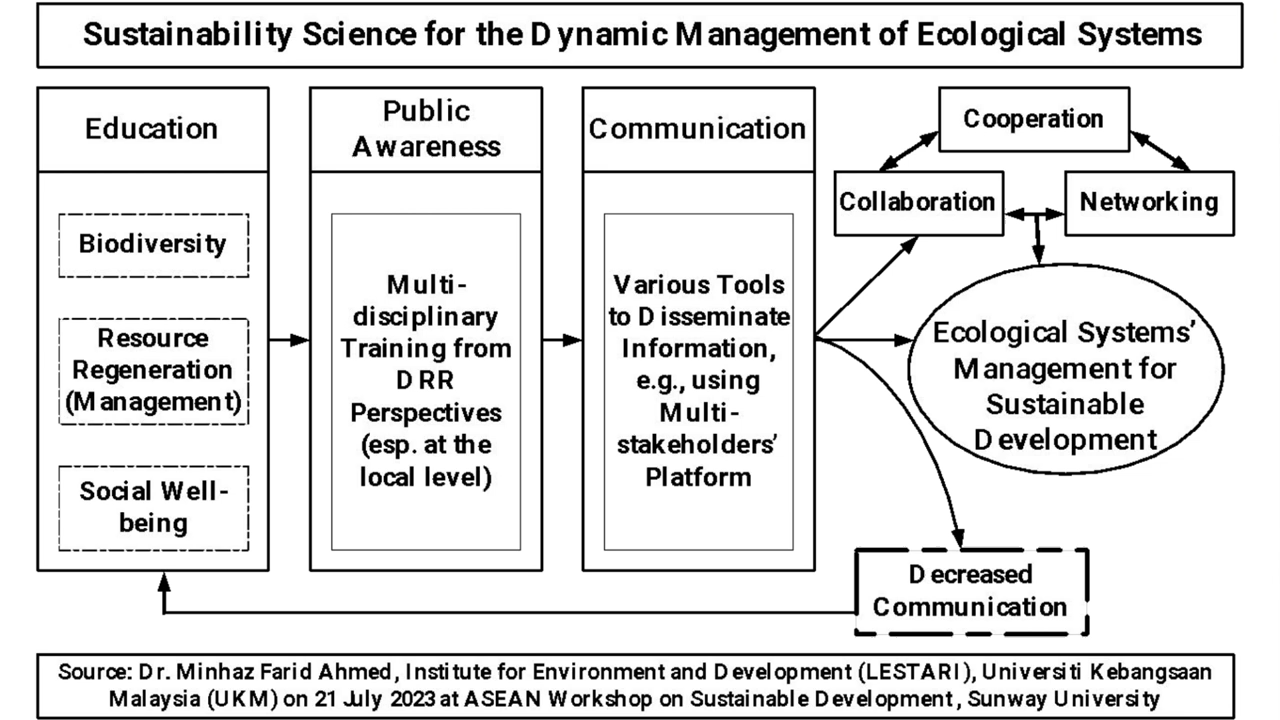 Sustainability Science for the Dynamic Management of Ecological Systems
Education
Biodiversity
Resource
Regeneration
(Management)
Social Well-
being
Public
Awareness
Multi-
disciplinary
Training from
DRR
Perspectives
(esp. at the
local level)
Communication
Various Tools
to Disseminate
Information,
e.g., using
Multi-
stakeholders'
Platform
Cooperation
Collaboration
Networking
Ecological Systems'
Management for
Sustainable
Development
Decreased
Communication
Source: Dr. Minhaz Farid Ahmed, Institute for Environment and Development (LESTARI), Universiti Kebangsaan
Malaysia (UKM) on 21 July 2023 at ASEAN Workshop on Sustainable Development, Sunway University